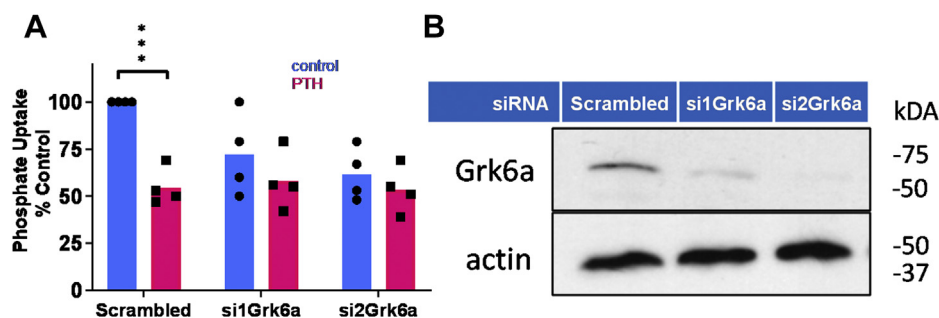 A
* * *
control
PTH
Phosphate Uptake
% Control
100
75
50
25
0
Scrambled
si1Grk6a
si2Grk6a
B
siRNA Scrambled si1Grk6a si2Grk6a
kDA
Grk6a
-75
-50
actin
-50
-37